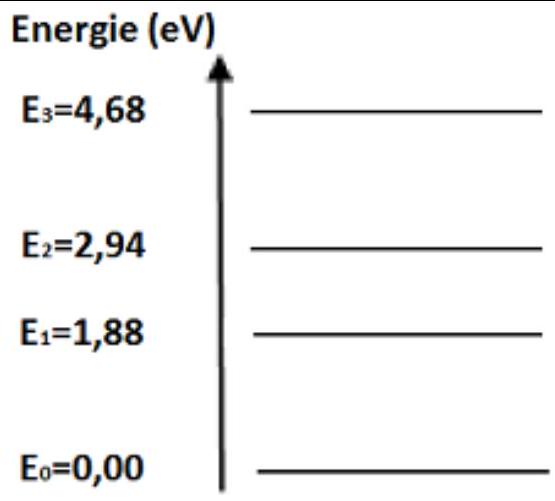 Energie (eV)
E₃=4,68
E₂=2,94
E₁=1,88
E₀=0,00